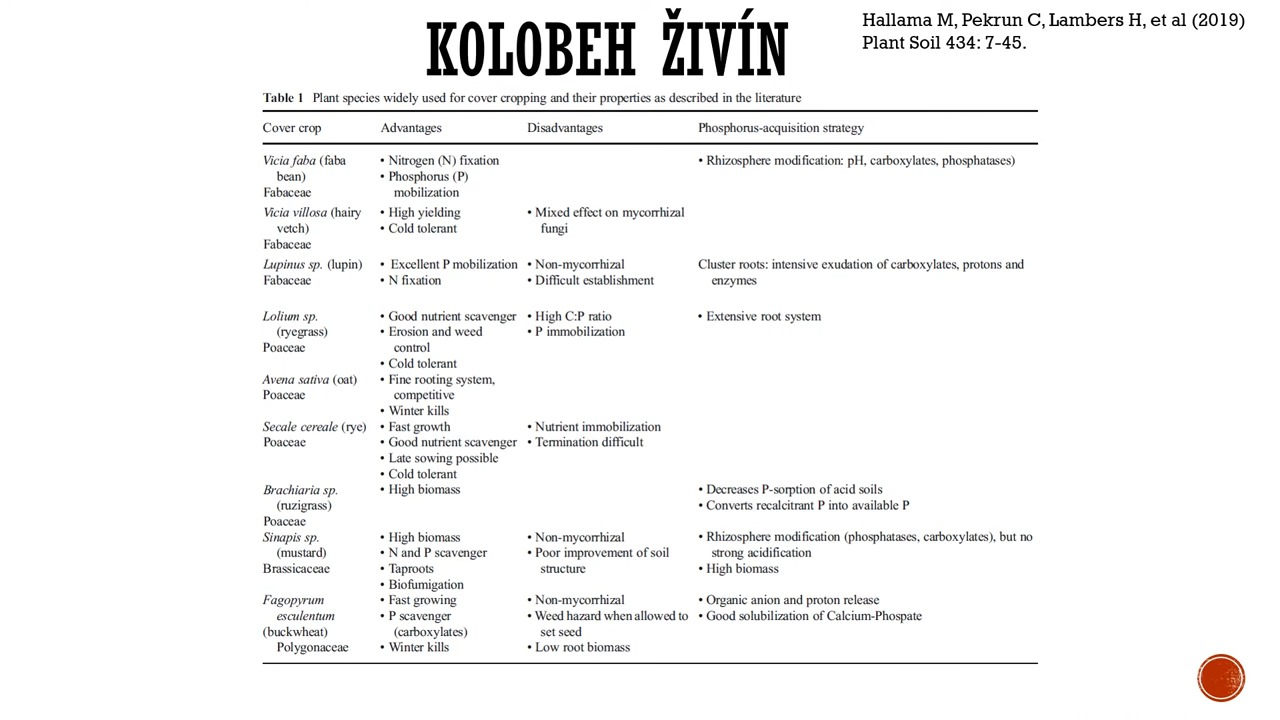 KOLOBEH ŽIVÍN
Hallama M, Pekrun C, Lambers H, et al (2019)
Plant Soil 434: 7-45.
Table 1 Plant species widely used for cover cropping and their properties as described in the literature
Cover crop Advantages Disadvantages Phosphorus-acquisition strategy
Vicia faba (faba • Nitrogen (N) fixation • Rhizosphere modification: pH, carboxylates, phosphatases)
bean) • Phosphorus (P)
Fabaceae mobilization
Vicia villosa (hairy • High yielding • Mixed effect on mycorrhizal
vetch) • Cold tolerant fungi
Fabaceae
Lupinus sp. (lupin) • Excellent P mobilization • Non-mycorrhizal Cluster roots: intensive exudation of carboxylates, protons and
Fabaceae • N fixation • Difficult establishment enzymes
Lolium sp. • Good nutrient scavenger • High C:P ratio • Extensive root system
(ryegrass) • Erosion and weed • P immobilization
Poaceae control
• Cold tolerant
Avena sativa (oat) • Fine rooting system,
Poaceae competitive
• Winter kills
Secale cereale (rye) • Fast growth • Nutrient immobilization
Poaceae • Good nutrient scavenger • Termination difficult
• Late sowing possible
• Cold tolerant
Brachiaria sp. • High biomass • Decreases P-sorption of acid soils
(ruzigrass) • Converts recalcitrant P into available P
Poaceae
Sinapis sp. • High biomass • Non-mycorrhizal • Rhizosphere modification (phosphatases, carboxylates), but no
(mustard) • N and P scavenger • Poor improvement of soil strong acidification
Brassicaceae • Taproots structure • High biomass
• Biofumigation
Fagopyrum • Fast growing • Non-mycorrhizal • Organic anion and proton release
esculentum • P scavenger • Weed hazard when allowed to • Good solubilization of Calcium-Phospate
(buckwheat) (carboxylates) set seed
Polygonaceae • Winter kills • Low root biomass